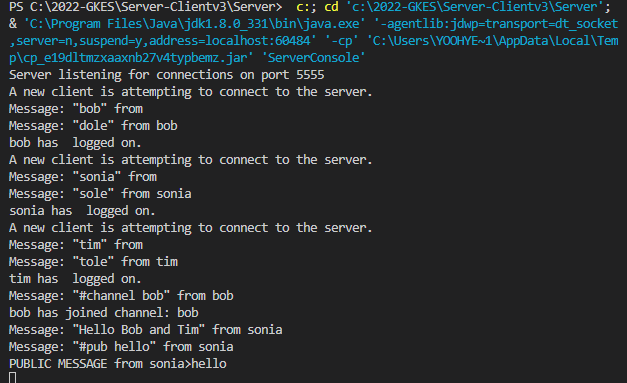 PS C:\2022-GKES\Server-Clientv3\Server>  c:; cd 'c:\2022-GKES\Server-Clientv3\Server';
& 'C:\Program Files\Java\jdk1.8.0_331\bin\java.exe' '-agentlib:jdwp=transport=dt_socket
,server=n,suspend=y,address=localhost:60484' '-cp' 'C:\Users\YOOHYE~1\AppData\Local\Tem
p\cp_e19dltmzxaaxnb27v4typbemz.jar' 'ServerConsole'
Server listening for connections on port 5555
A new client is attempting to connect to the server.
Message: "bob" from
Message: "dole" from bob
bob has  logged on.
A new client is attempting to connect to the server.
Message: "sonia" from
Message: "sole" from sonia
sonia has  logged on.
A new client is attempting to connect to the server.
Message: "tim" from
Message: "tole" from tim
tim has  logged on.
Message: "#channel bob" from bob
bob has joined channel: bob
Message: "Hello Bob and Tim" from sonia
Message: "#pub hello" from sonia
PUBLIC MESSAGE from sonia>hello